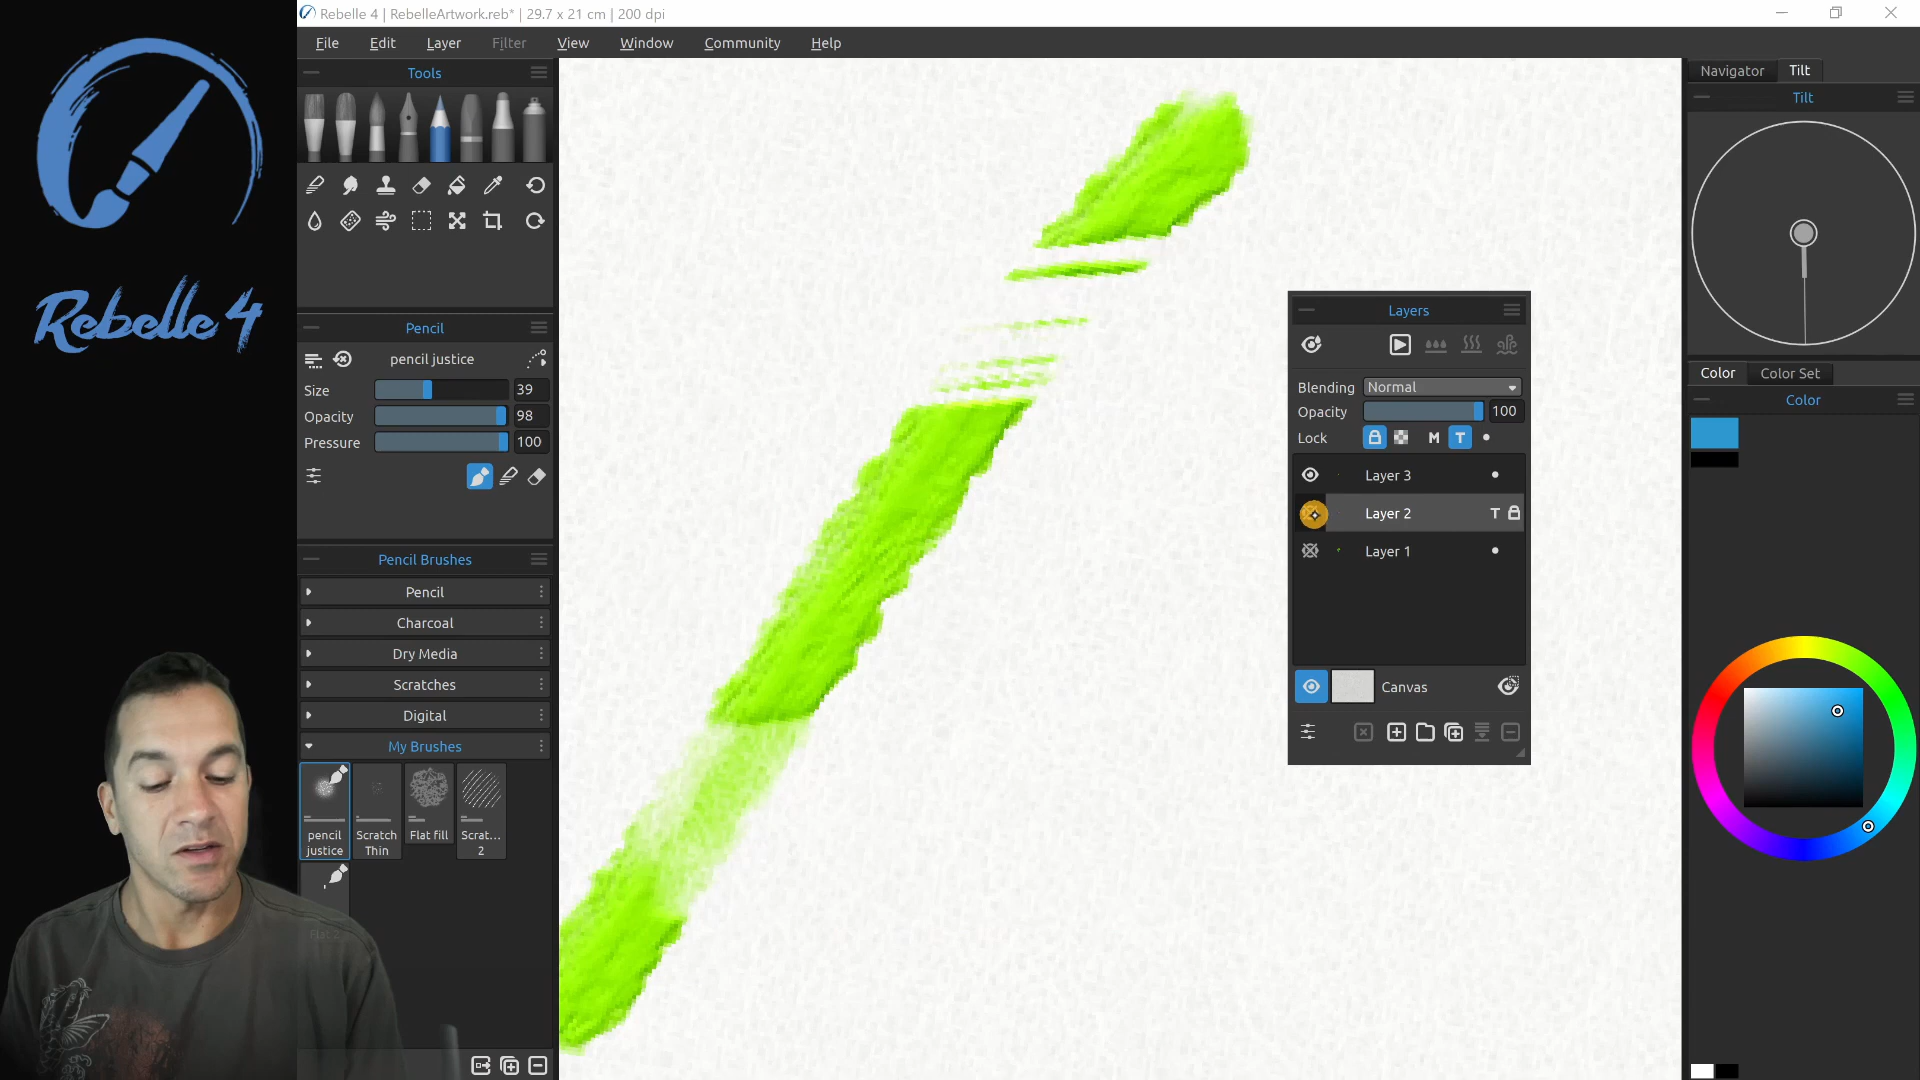 Rebelle 4 | RebelleArtwork.reb* | 29.7 x 21 cm | 200 dpi
File Edit Layer Filter View Window Community Help
Rebelle 4
Tools
Pencil
pencil justice
Size 39
Opacity 98
Pressure 100
Pencil Brushes
Pencil
Charcoal
Dry Media
Scratches
Digital
My Brushes
pencil justice
Scratch Thin
Flat fill
Scrat... 2
Flat 2
Layers
Blending Normal
Opacity 100
Lock M T
Layer 3
Layer 2 T
Layer 1
Canvas
Navigator Tilt
Tilt
Color Color Set
Color